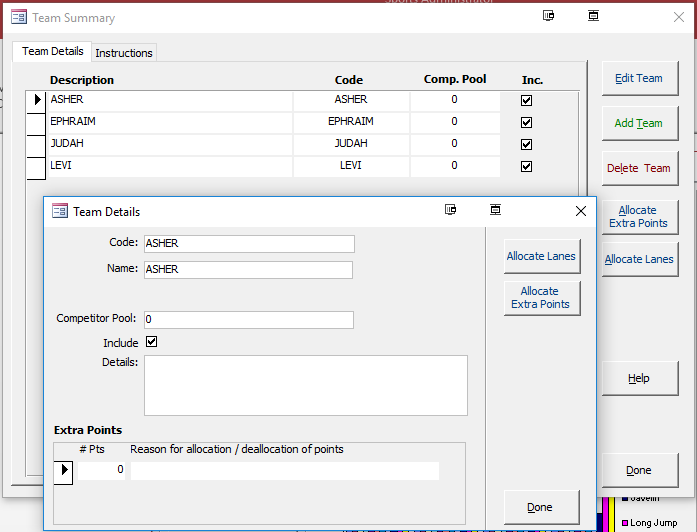 Sports Administrator
Team Summary
Team Details
Instructions
Description Code Comp. Pool Inc.
ASHER ASHER 0
EPHRAIM EPHRAIM 0
JUDAH JUDAH 0
LEVI LEVI 0
Edit Team
Add Team
Delete Team
Allocate
Extra Points
Allocate Lanes
Help
Done
Team Details
Code: ASHER
Name: ASHER
Competitor Pool: 0
Include
Details:
Allocate Lanes
Allocate
Extra Points
Extra Points
# Pts Reason for allocation / deallocation of points
0
Done
Javelin
Long Jump